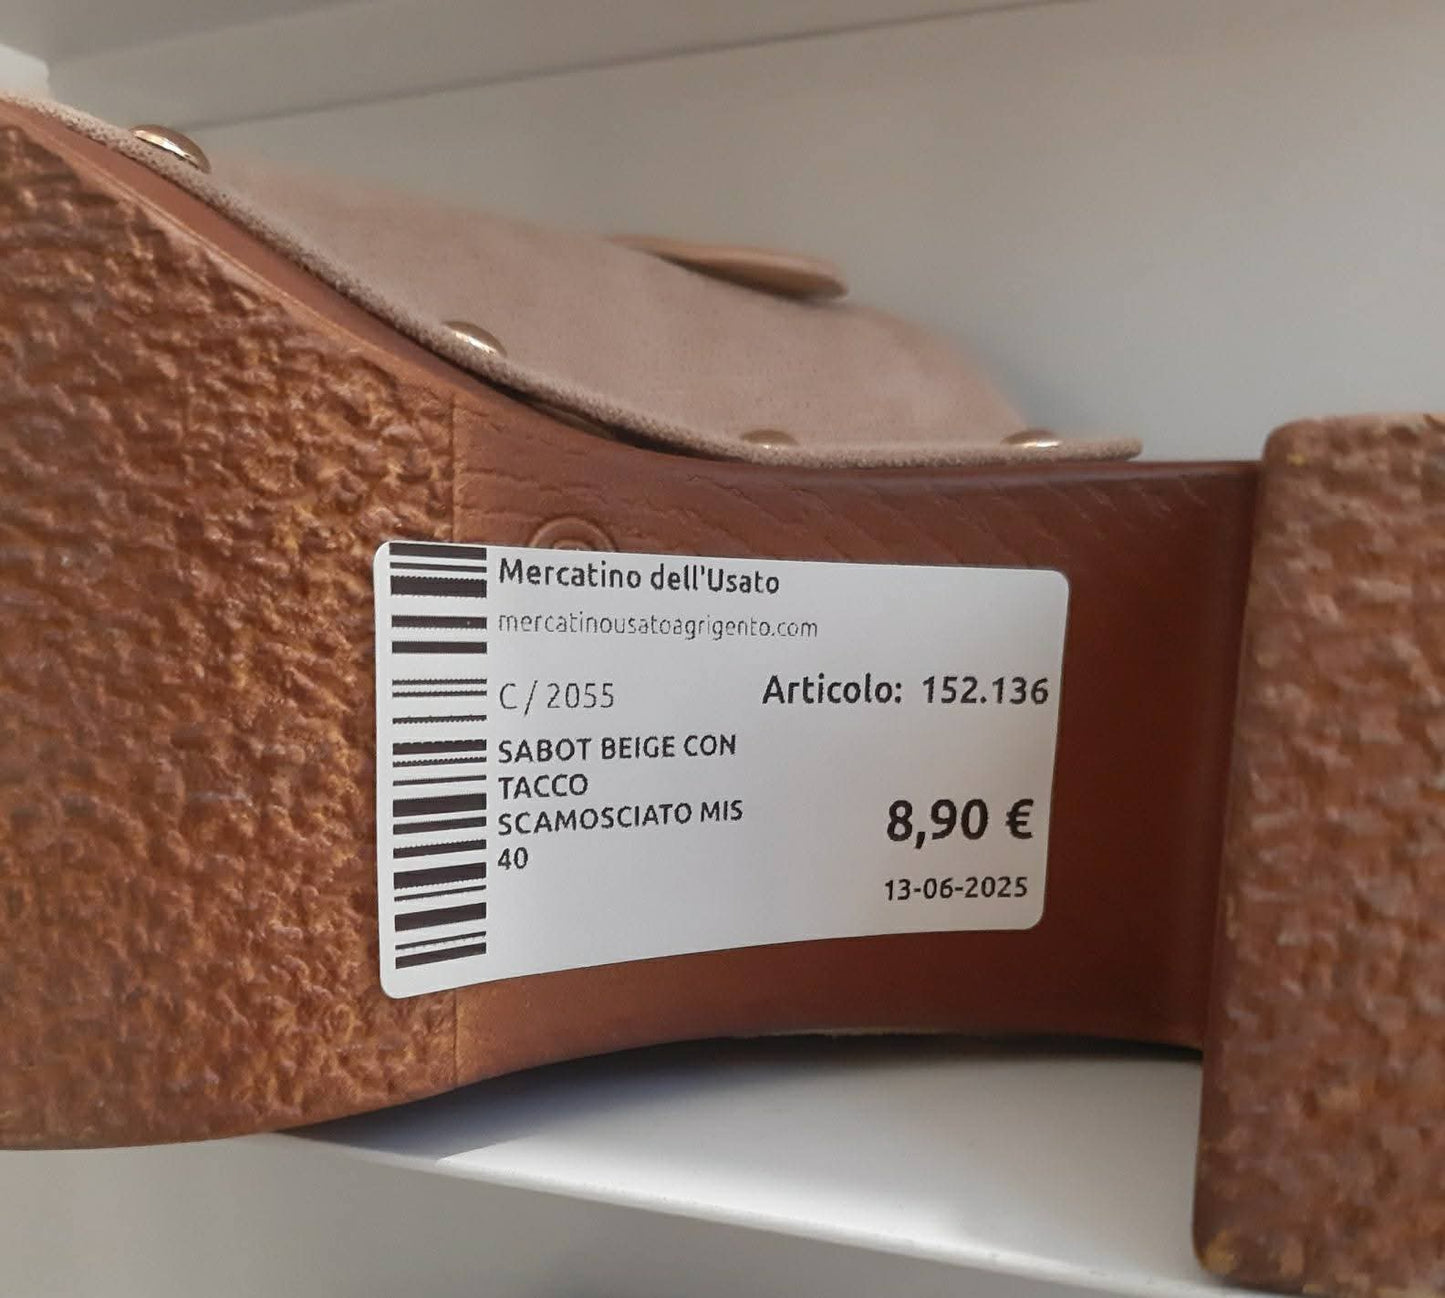 Mercatino dell'Usato
mercatinousatoagrigento.com
C / 2055
Articolo: 152.136
SABOT BEIGE CON
TACCO
SCAMOSCIATO MIS
40
8,90 €
13-06-2025